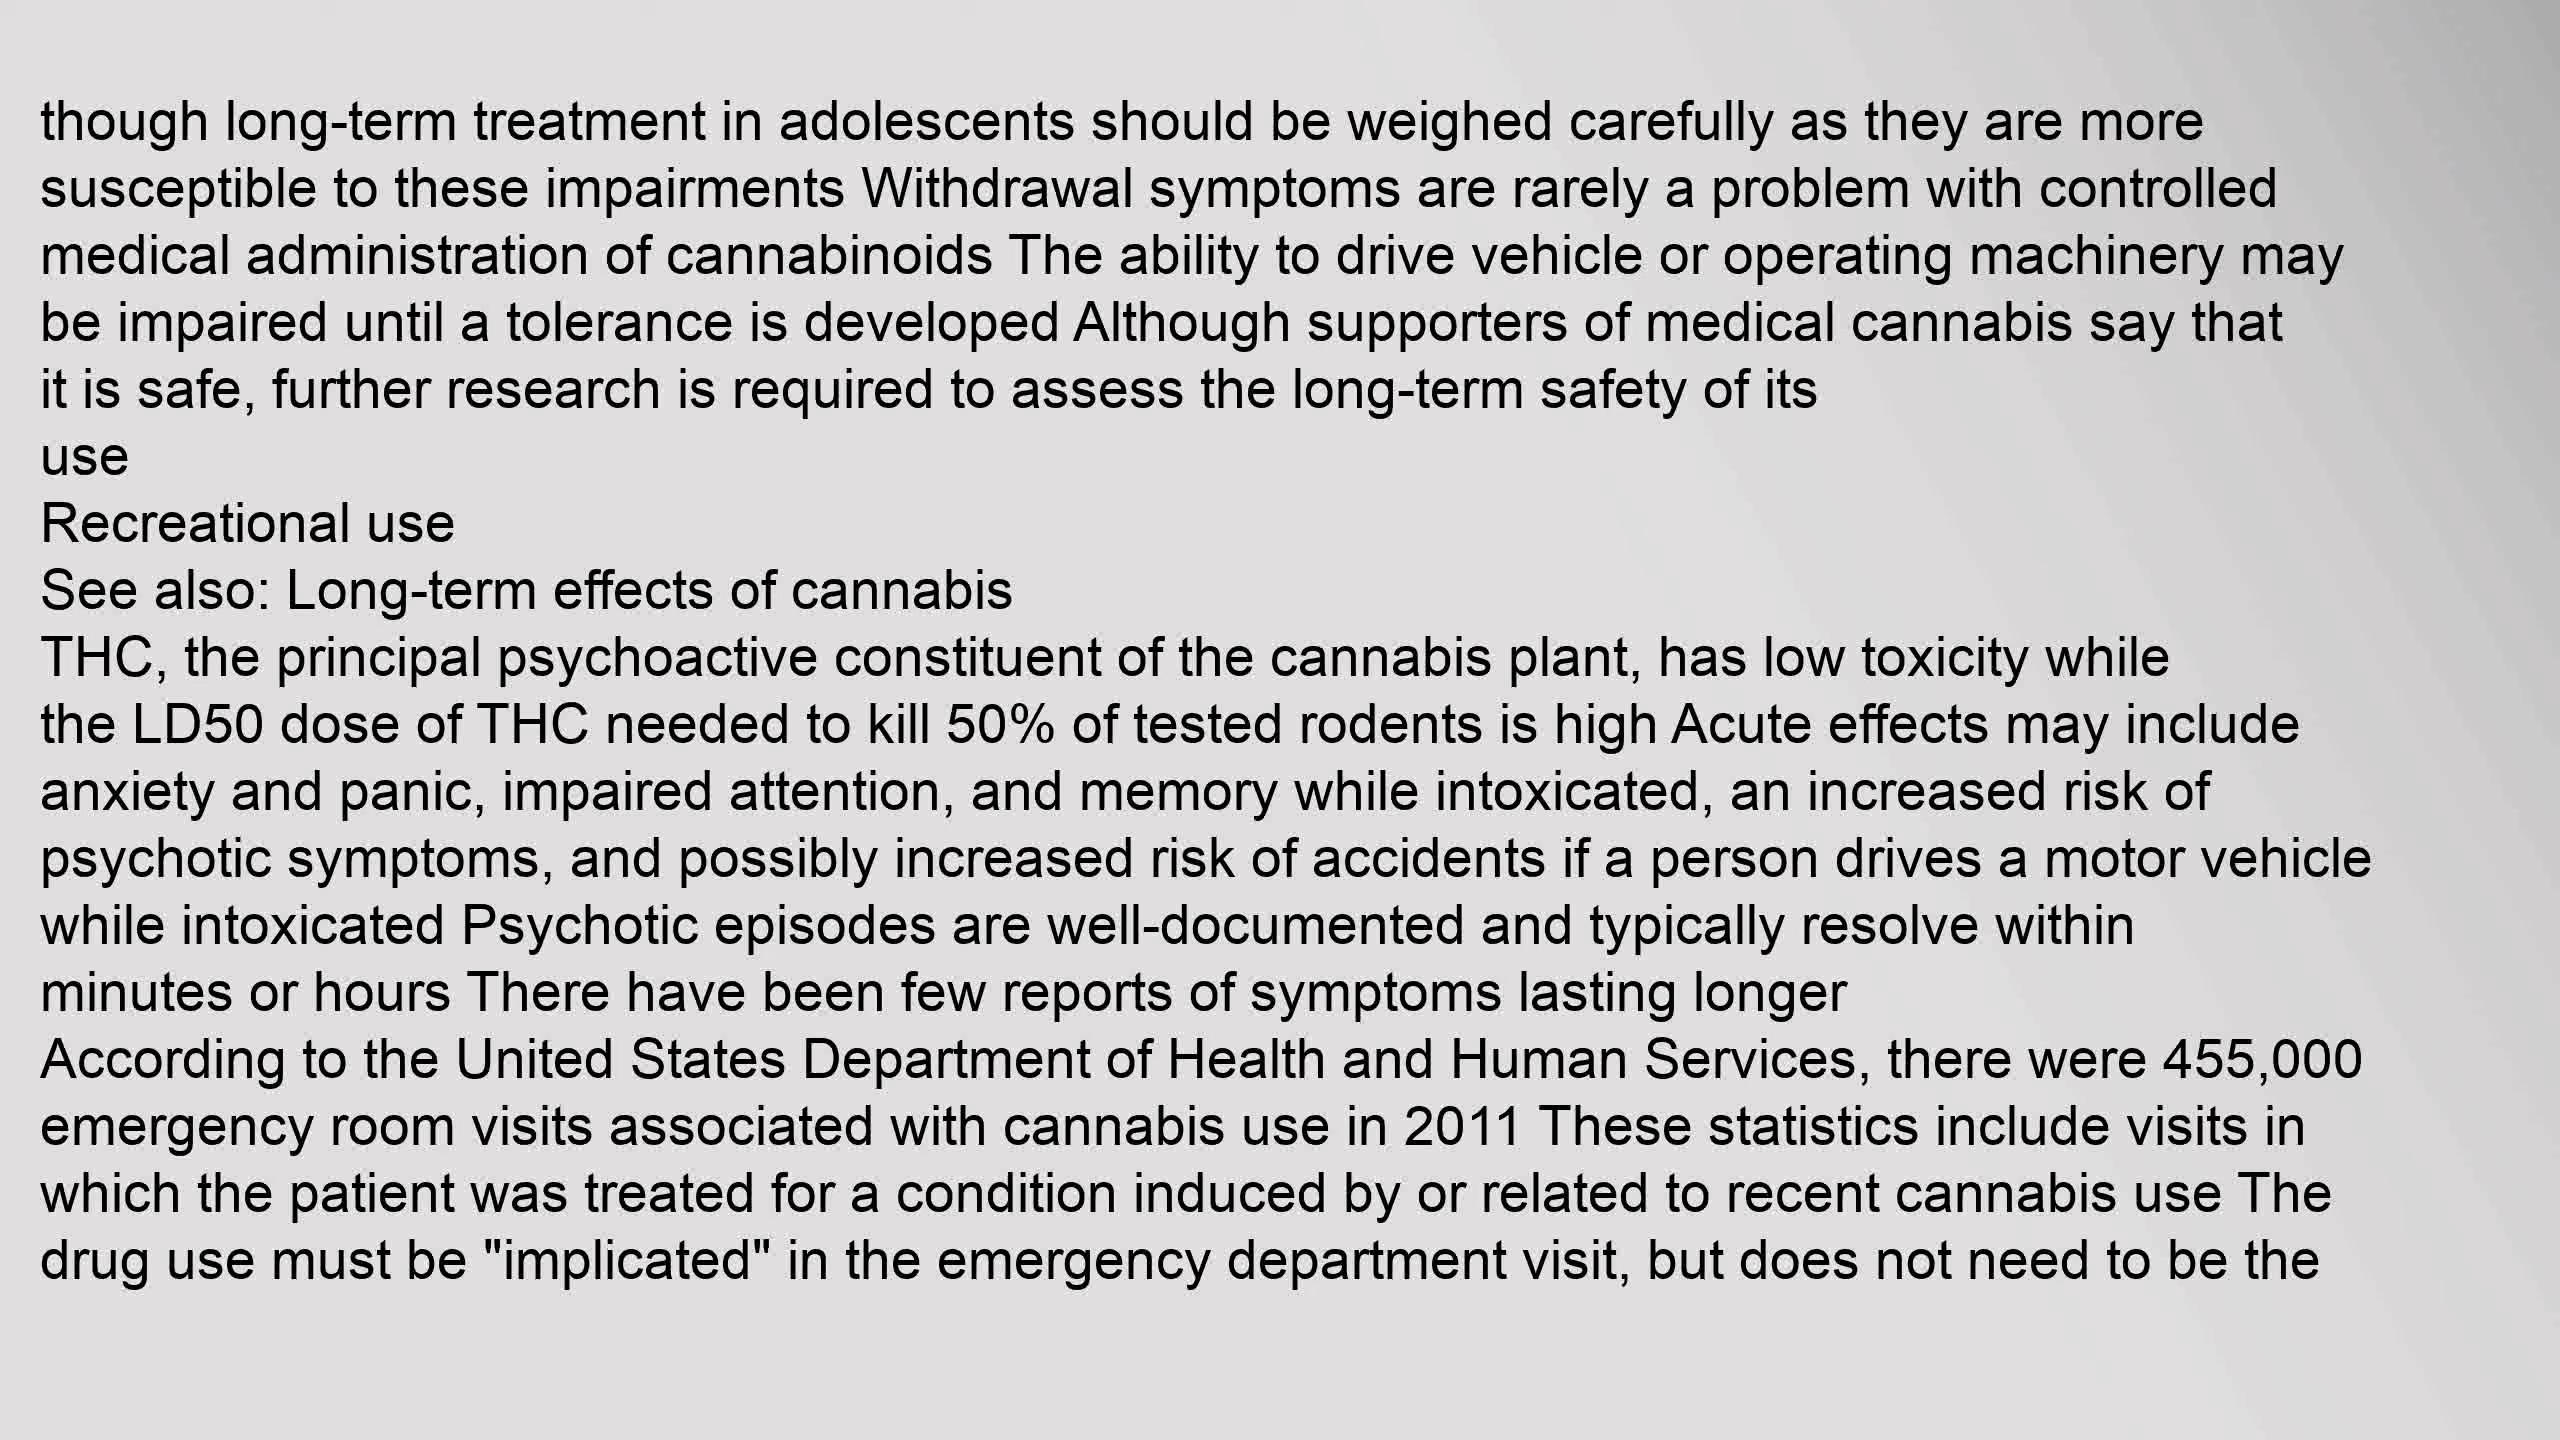 though long-term treatment in adolescents should be weighed carefully as they are more
susceptible to these impairments Withdrawal symptoms are rarely a problem with controlled
medical administration of cannabinoids The ability to drive vehicle or operating machinery may
be impaired until a tolerance is developed Although supporters of medical cannabis say that
it is safe, further research is required to assess the long-term safety of its
use
Recreational use
See also: Long-term effects of cannabis
THC, the principal psychoactive constituent of the cannabis plant, has low toxicity while
the LD50 dose of THC needed to kill 50% of tested rodents is high Acute effects may include
anxiety and panic, impaired attention, and memory while intoxicated, an increased risk of
psychotic symptoms, and possibly increased risk of accidents if a person drives a motor vehicle
while intoxicated Psychotic episodes are well-documented and typically resolve within
minutes or hours There have been few reports of symptoms lasting longer
According to the United States Department of Health and Human Services, there were 455,000
emergency room visits associated with cannabis use in 2011 These statistics include visits in
which the patient was treated for a condition induced by or related to recent cannabis use The
drug use must be "implicated" in the emergency department visit, but does not need to be the